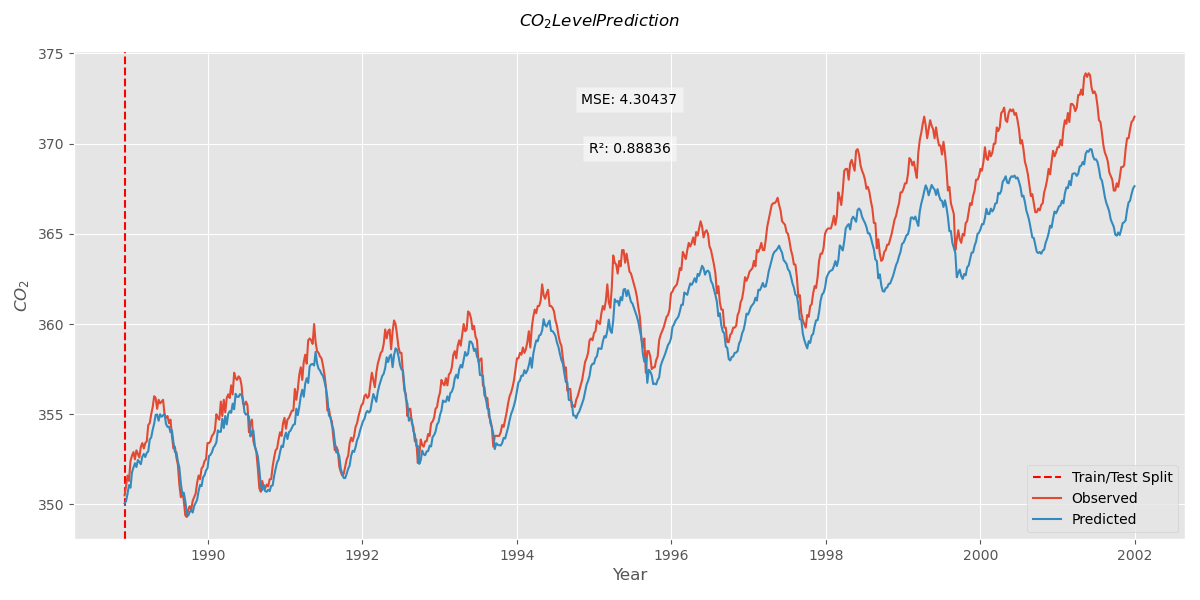 CO₂LevelPrediction
375
370
365
360
355
350
CO₂
MSE: 4.30437
R²: 0.88836
Train/Test Split
Observed
Predicted
1990 1992 1994 1996 1998 2000 2002
Year